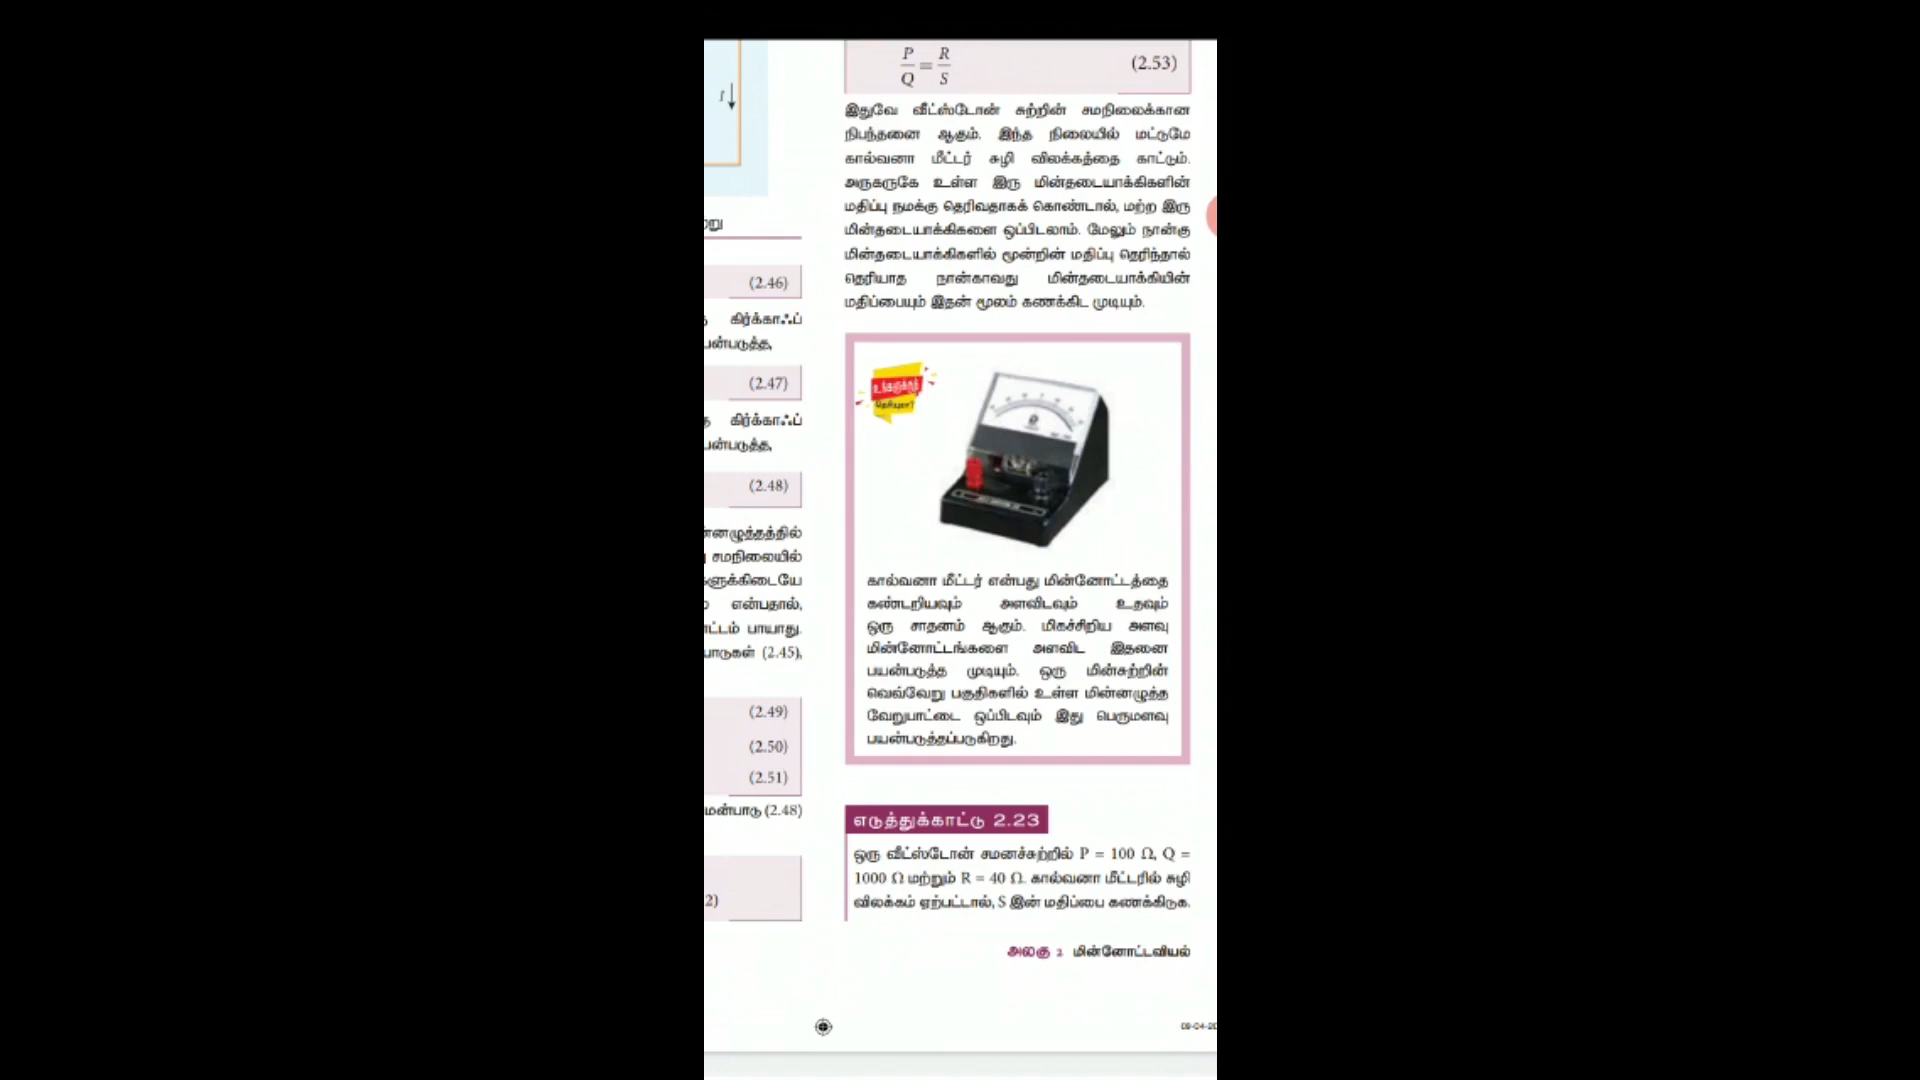 I
(2.46)
கிர்க்காஃப்
(2.47)
கிர்க்காஃப்
(2.48)
சமநிலையில்
என்பதால்,
பாயாது.
(2.45),
(2.49)
(2.50)
(2.51)
(2.48)
2)
P/Q = R/S (2.53)
இதுவே வீட்ஸ்டோன் சுற்றின் சமநிலைக்கான
நிபந்தனை ஆகும். இந்த நிலையில் மட்டுமே
கால்வனா மீட்டர் சுழி விலக்கத்தை காட்டும்.
அருகருகே உள்ள இரு மின்தடையாக்கிகளின்
மதிப்பு நமக்கு தெரிவதாகக் கொண்டால், மற்ற இரு
மின்தடையாக்கிகளை ஒப்பிடலாம். மேலும் நான்கு
மின்தடையாக்கிகளில் மூன்றின் மதிப்பு தெரிந்தால்
தெரியாத நான்காவது மின்தடையாக்கியின்
மதிப்பையும் இதன் மூலம் கணக்கிட முடியும்.
உங்களுக்குத்
தெரியுமா?
கால்வனா மீட்டர் என்பது மின்னோட்டத்தை
கண்டறியவும் அளவிடவும் உதவும்
ஒரு சாதனம் ஆகும். மிகச்சிறிய அளவு
மின்னோட்டங்களை அளவிட இதனை
பயன்படுத்த முடியும். ஒரு மின்சுற்றின்
வெவ்வேறு பகுதிகளில் உள்ள மின்னழுத்த
வேறுபாட்டை ஒப்பிடவும் இது பெருமளவு
பயன்படுத்தப்படுகிறது.
எடுத்துக்காட்டு 2.23
ஒரு வீட்ஸ்டோன் சமனச்சுற்றில் P = 100 Ω, Q =
1000 Ω மற்றும் R = 40 Ω. கால்வனா மீட்டரில் சுழி
விலக்கம் ஏற்பட்டால், S இன் மதிப்பை கணக்கிடுக.
அலகு 2 மின்னோட்டவியல்
09-04-20